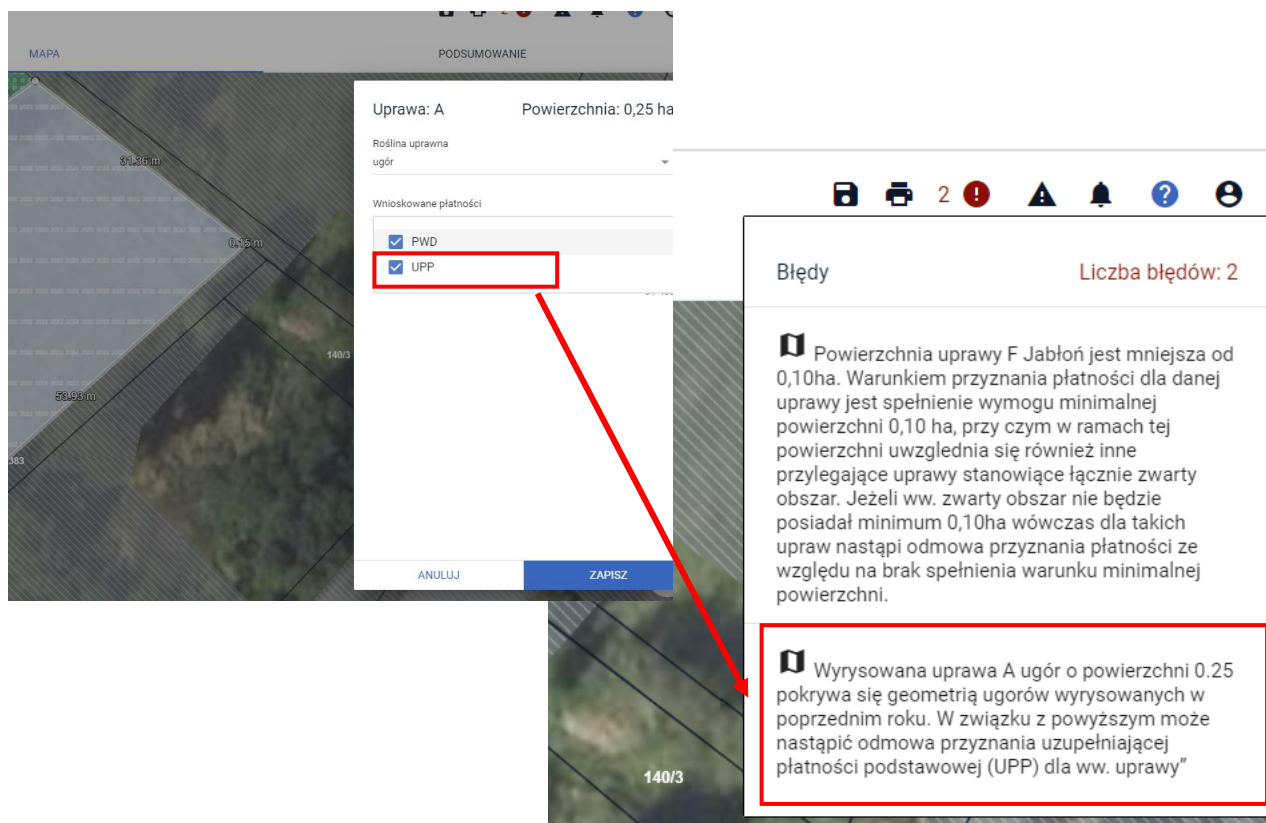 2
MAPA
PODSUMOWANIE
Uprawa: A
Powierzchnia: 0,25 ha
Roślina uprawna
ugór
Wnioskowane płatności
PWD
UPP
31.36 m
0.15 m
53.93 m
140/3
383
ANULUJ
ZAPISZ
2
Błędy
Liczba błędów: 2
Powierzchnia uprawy F Jabłoń jest mniejsza od
0,10ha. Warunkiem przyznania płatności dla danej
uprawy jest spełnienie wymogu minimalnej
powierzchni 0,10 ha, przy czym w ramach tej
powierzchni uwzglednia się również inne
przylegające uprawy stanowiące łącznie zwarty
obszar. Jeżeli ww. zwarty obszar nie będzie
posiadał minimum 0,10ha wówczas dla takich
upraw nastąpi odmowa przyznania płatności ze
względu na brak spełnienia warunku minimalnej
powierzchni.
Wyrysowana uprawa A ugór o powierzchni 0.25
pokrywa się geometrią ugorów wyrysowanych w
poprzednim roku. W związku z powyższym może
nastąpić odmowa przyznania uzupełniającej
płatności podstawowej (UPP) dla ww. uprawy”
140/3